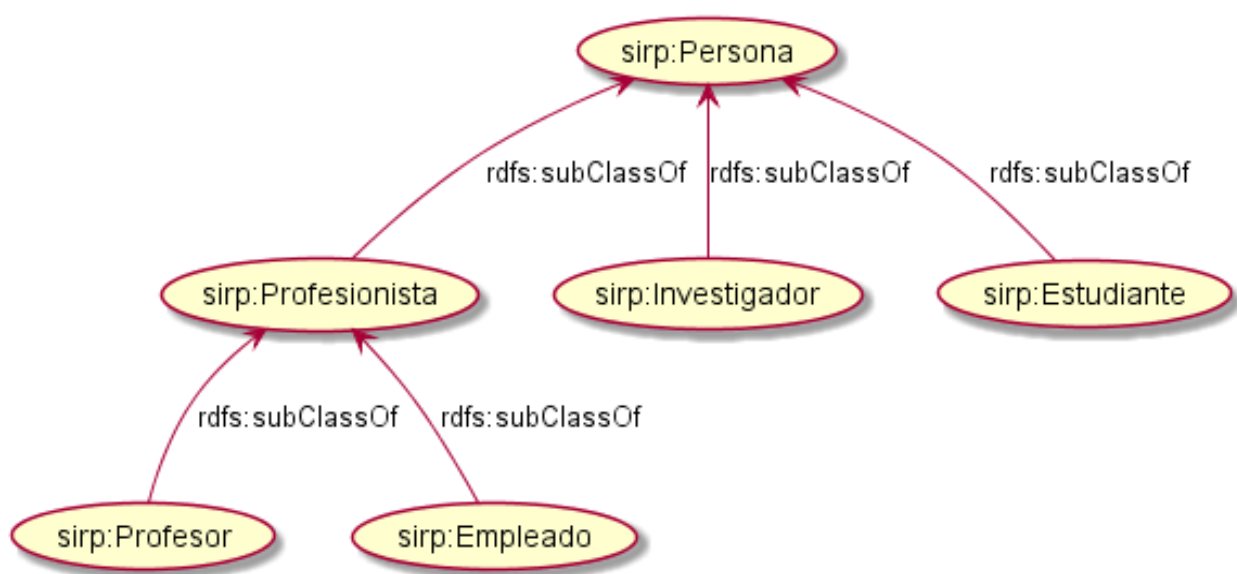 sirp:Persona
rdfs:subClassOf
rdfs:subClassOf
rdfs:subClassOf
sirp:Profesionista
sirp:Investigador
sirp:Estudiante
rdfs:subClassOf
rdfs:subClassOf
sirp:Profesor
sirp:Empleado